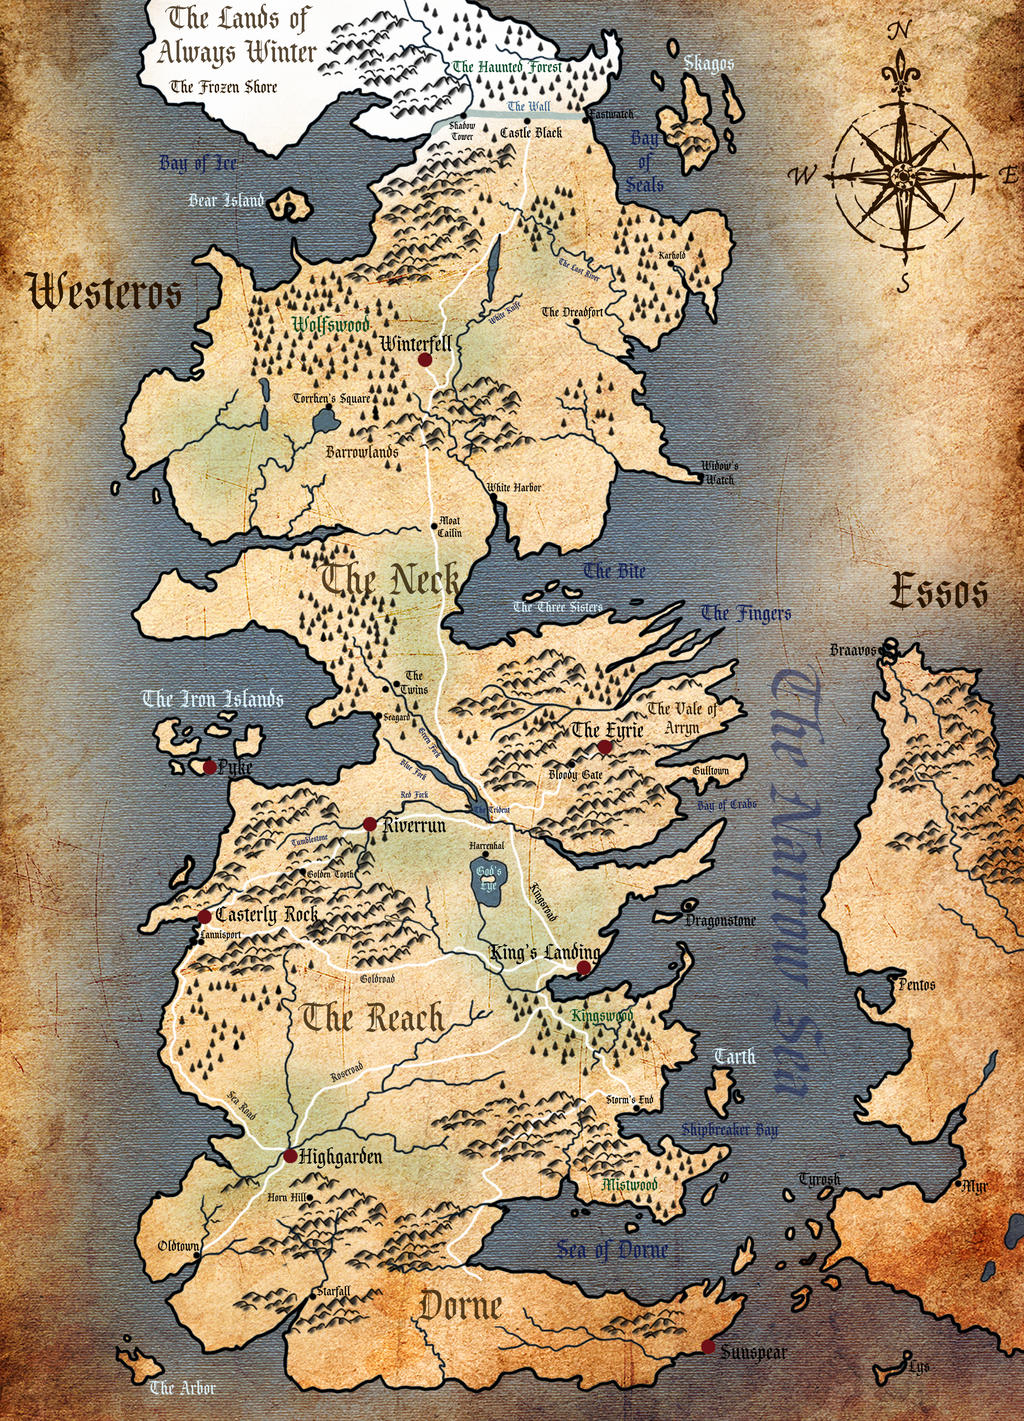 The Lands of
Always Winter
The Frozen Shore
The Haunted Forest
Skagos
N
The Wall
Shadow
Tower
Castle Black
Eastwatch
Bay
of
Seals
W
E
S
Bay of Ice
Bear Island
Karhold
The Last River
Westeros
White Knife
The Dreadfort
Wolfswood
Winterfell
Torrhen's Square
Barrowlands
Widow's
Watch
White Harbor
Moat
Cailin
The Neck
The Bite
Essos
The Three Sisters
The Fingers
Braavos
The
Twins
The Iron Islands
Seagard
The Vale of
Arryn
The Eyrie
Green Fork
Pyke
Blue Fork
Bloody Gate
Gulltown
The Narrow Sea
Red Fork
The Trident
Bay of Crabs
Riverrun
Tumblestone
Harrenhal
Golden Tooth
God's
Eye
Kingsroad
Casterly Rock
Dragonstone
Lannisport
King's Landing
Goldroad
Pentos
The Reach
Kingswood
Tarth
Roseroad
Sea Road
Storm's End
Shipbreaker Bay
Highgarden
Mistwood
Tyrosh
Myr
Horn Hill
Oldtown
Sea of Dorne
Starfall
Dorne
Sunspear
Lys
The Arbor